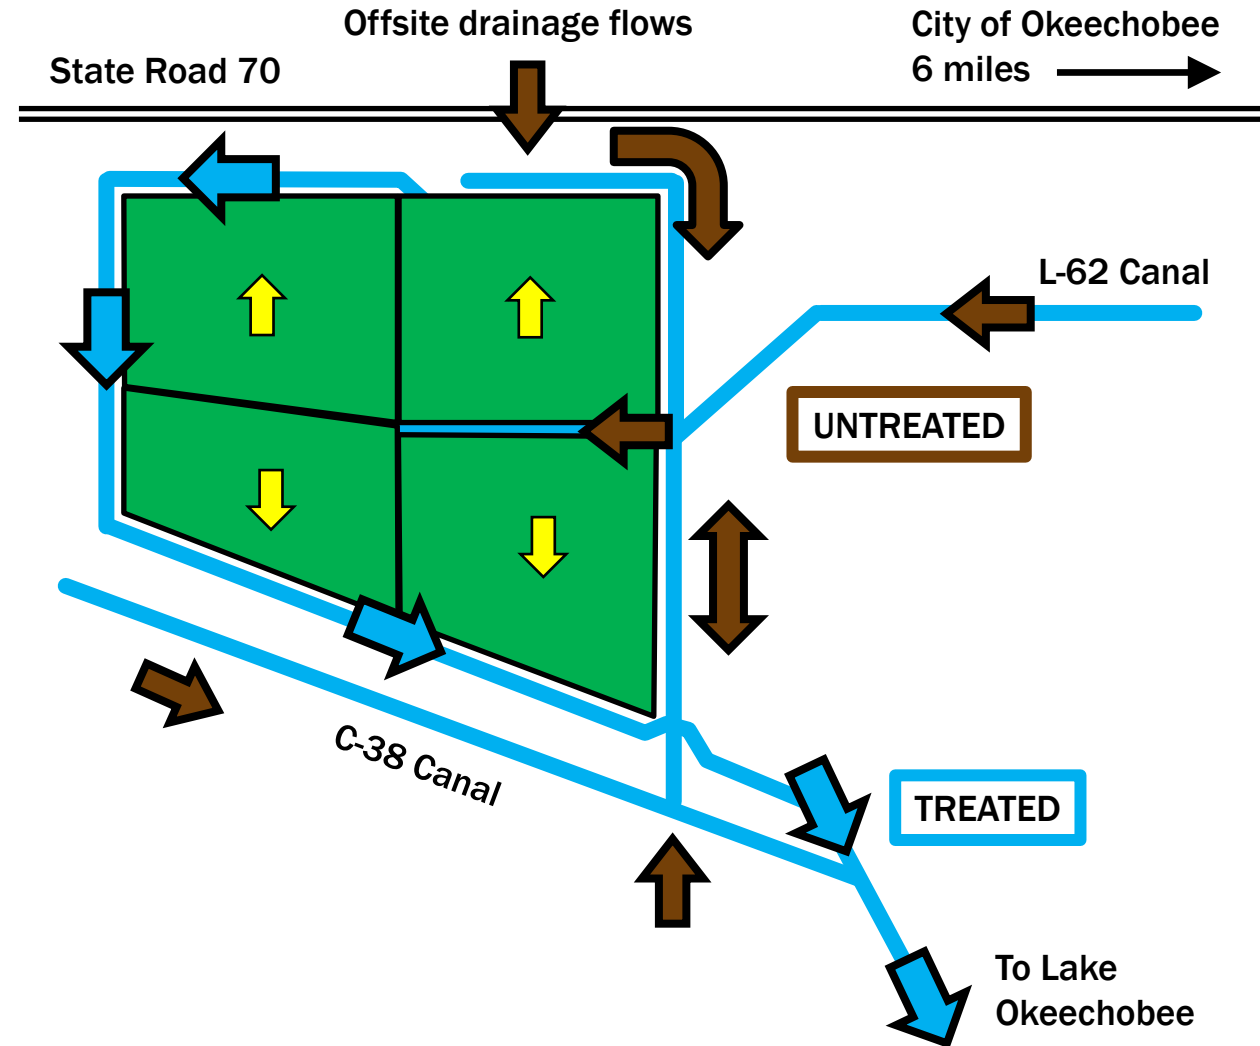 Offsite drainage flows
City of Okeechobee
6 miles
State Road 70
L-62 Canal
UNTREATED
C-38 Canal
TREATED
To Lake
Okeechobee